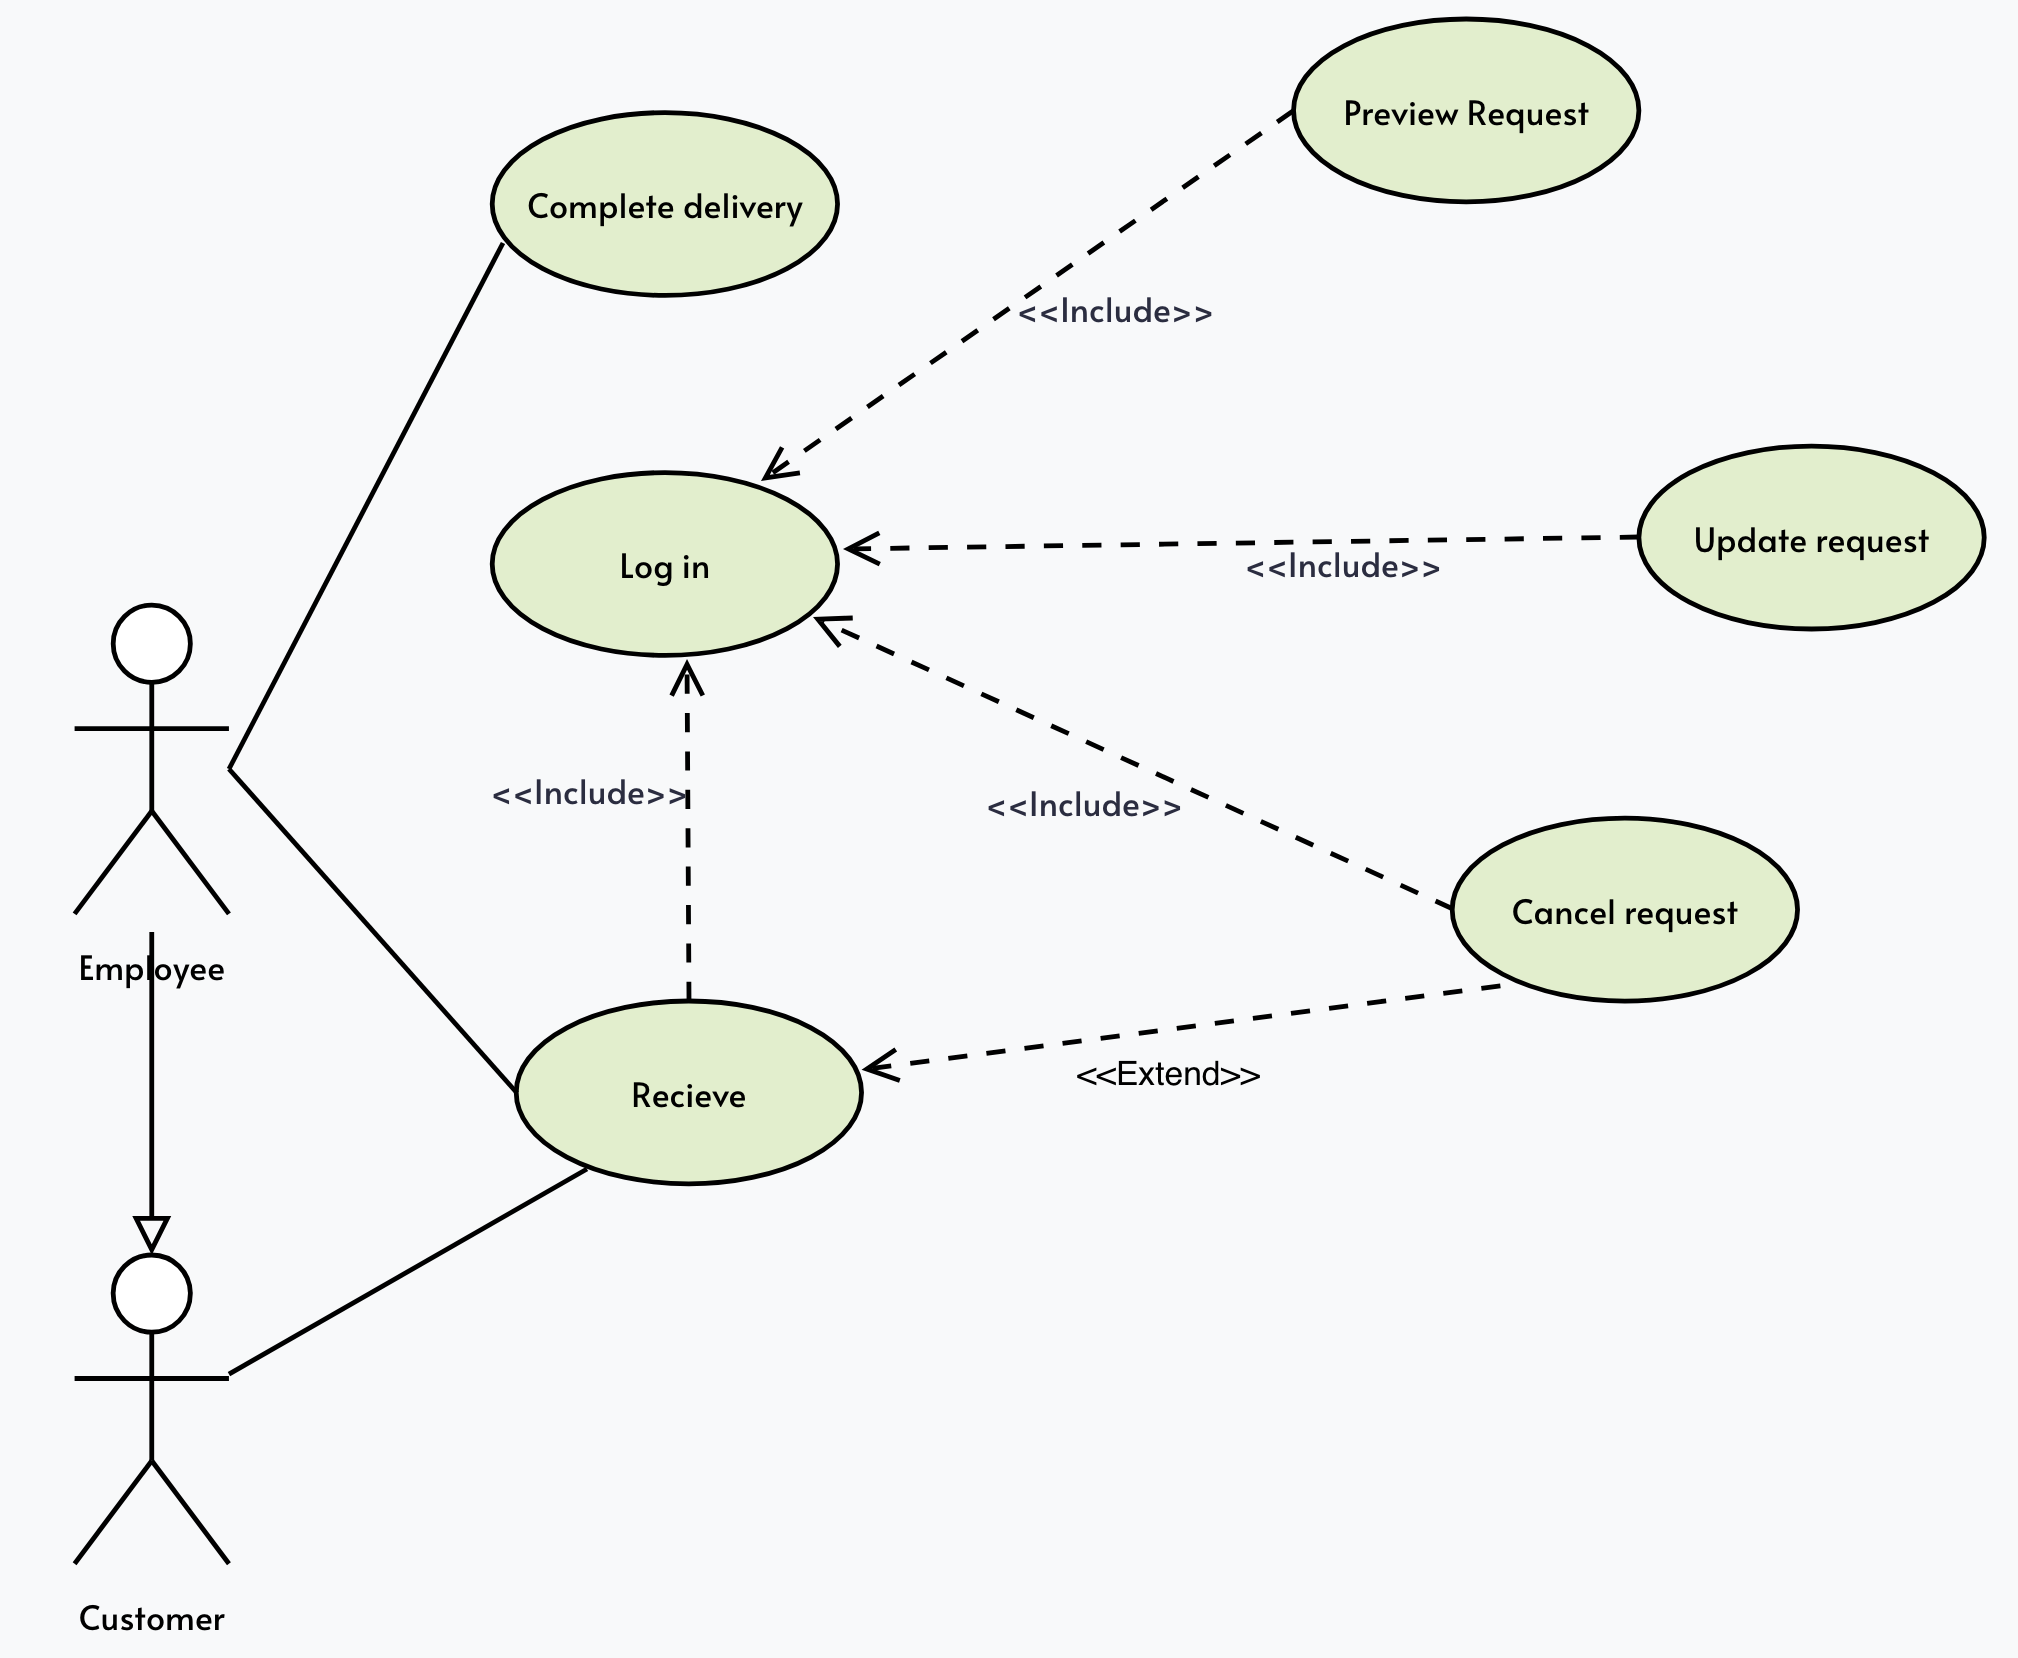 Preview Request
Complete delivery
<<Include>>
Update request
Log in
<<Include>>
<<Include>>
<<Include>>
Cancel request
Employee
<<Extend>>
Recieve
Customer